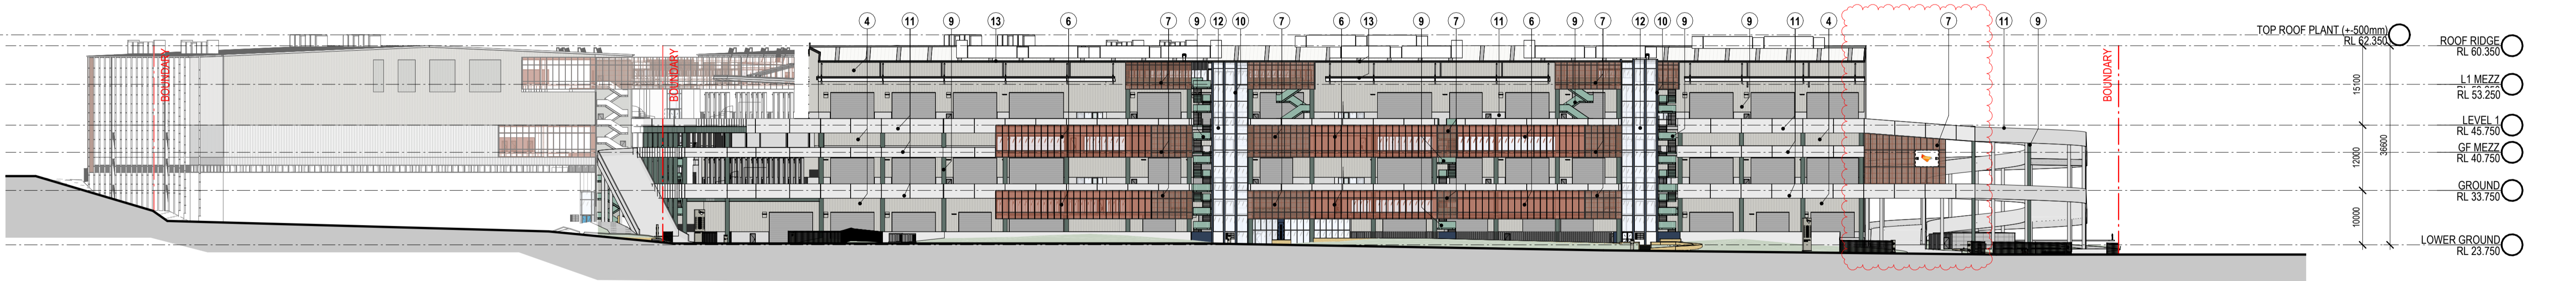 4 11 9 13 6 7 9 12 10 7 6 13 9 7 11 6 9 7 12 10 9 9 11 4 7 11 9
BOUNDARY
BOUNDARY
BOUNDARY
TOP ROOF PLANT (+-500mm)
RL 62.350
ROOF RIDGE
RL 60.350
L1 MEZZ
RL 53.250
LEVEL 1
RL 45.750
GF MEZZ
RL 40.750
GROUND
RL 33.750
LOWER GROUND
RL 23.750
15100
12000
10000
36600